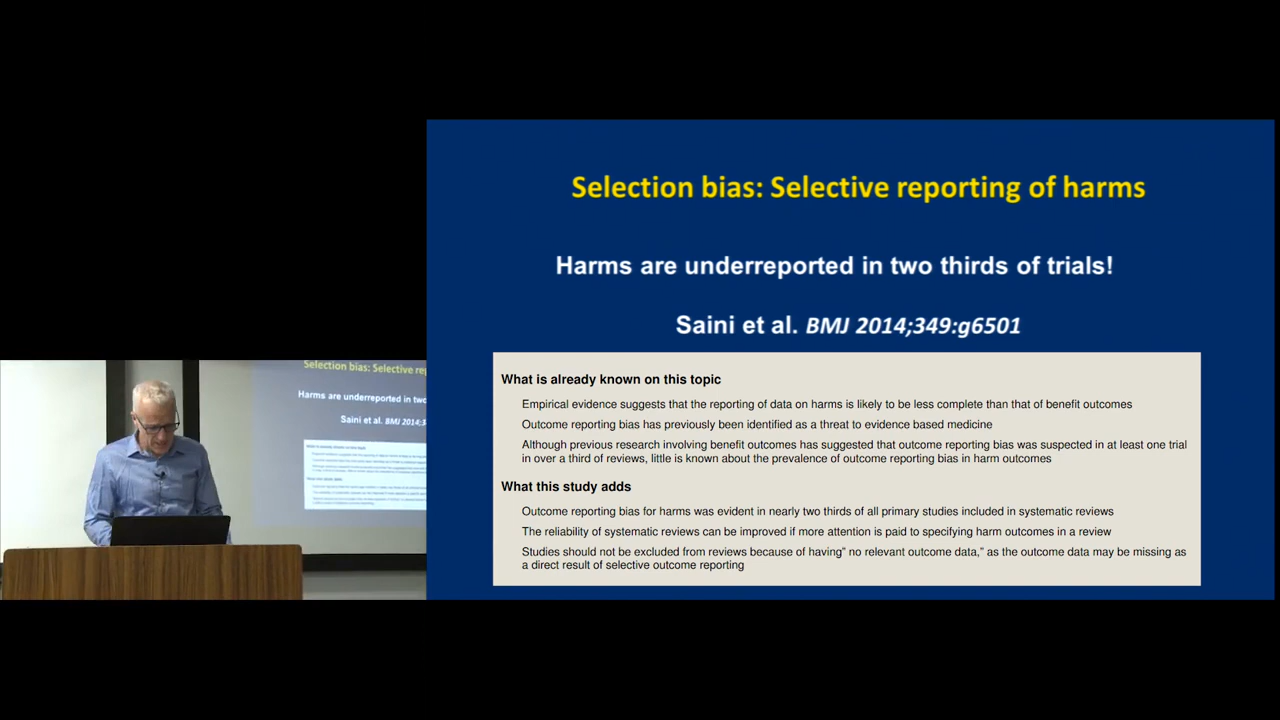 Selection bias: Selective reporting of harms
Harms are underreported in two thirds of trials!
Saini et al. BMJ 2014;349:g6501
What is already known on this topic
Empirical evidence suggests that the reporting of data on harms is likely to be less complete than that of benefit outcomes
Outcome reporting bias has previously been identified as a threat to evidence based medicine
Although previous research involving benefit outcomes has suggested that outcome reporting bias was suspected in at least one trial
in over a third of reviews, little is known about the prevalence of outcome reporting bias in harm outcomes
What this study adds
Outcome reporting bias for harms was evident in nearly two thirds of all primary studies included in systematic reviews
The reliability of systematic reviews can be improved if more attention is paid to specifying harm outcomes in a review
Studies should not be excluded from reviews because of having” no relevant outcome data,” as the outcome data may be missing as
a direct result of selective outcome reporting
Selection bias: Selective rep
Harms are underreported in two
Saini et al. BMJ 2014;3